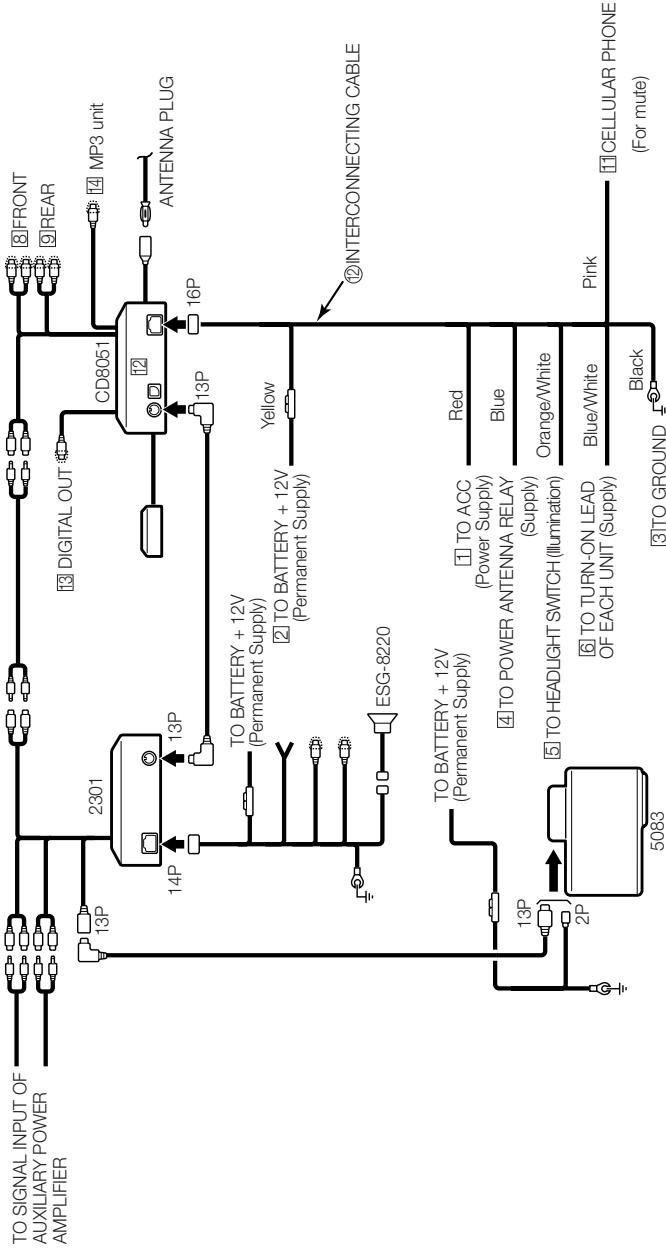 TO SIGNAL INPUT OF
AUXILIARY POWER
AMPLIFIER
8 FRONT
9 REAR
14 MP3 unit
ANTENNA PLUG
13 DIGITAL OUT
CD8051
12
13P
16P
2301
14P
13P
13P
Yellow
⑫INTERCONNECTING CABLE
2 TO BATTERY + 12V
(Permanent Supply)
TO BATTERY + 12V
(Permanent Supply)
ESG-8220
TO BATTERY + 12V
(Permanent Supply)
13P
2P
5083
Red
1 TO ACC
(Power Supply)
Blue
4 TO POWER ANTENNA RELAY
(Supply)
Orange/White
5 TO HEADLIGHT SWITCH (Illumination)
Blue/White
6 TO TURN-ON LEAD
OF EACH UNIT (Supply)
Pink
11 CELLULAR PHONE
(For mute)
Black
3 TO GROUND